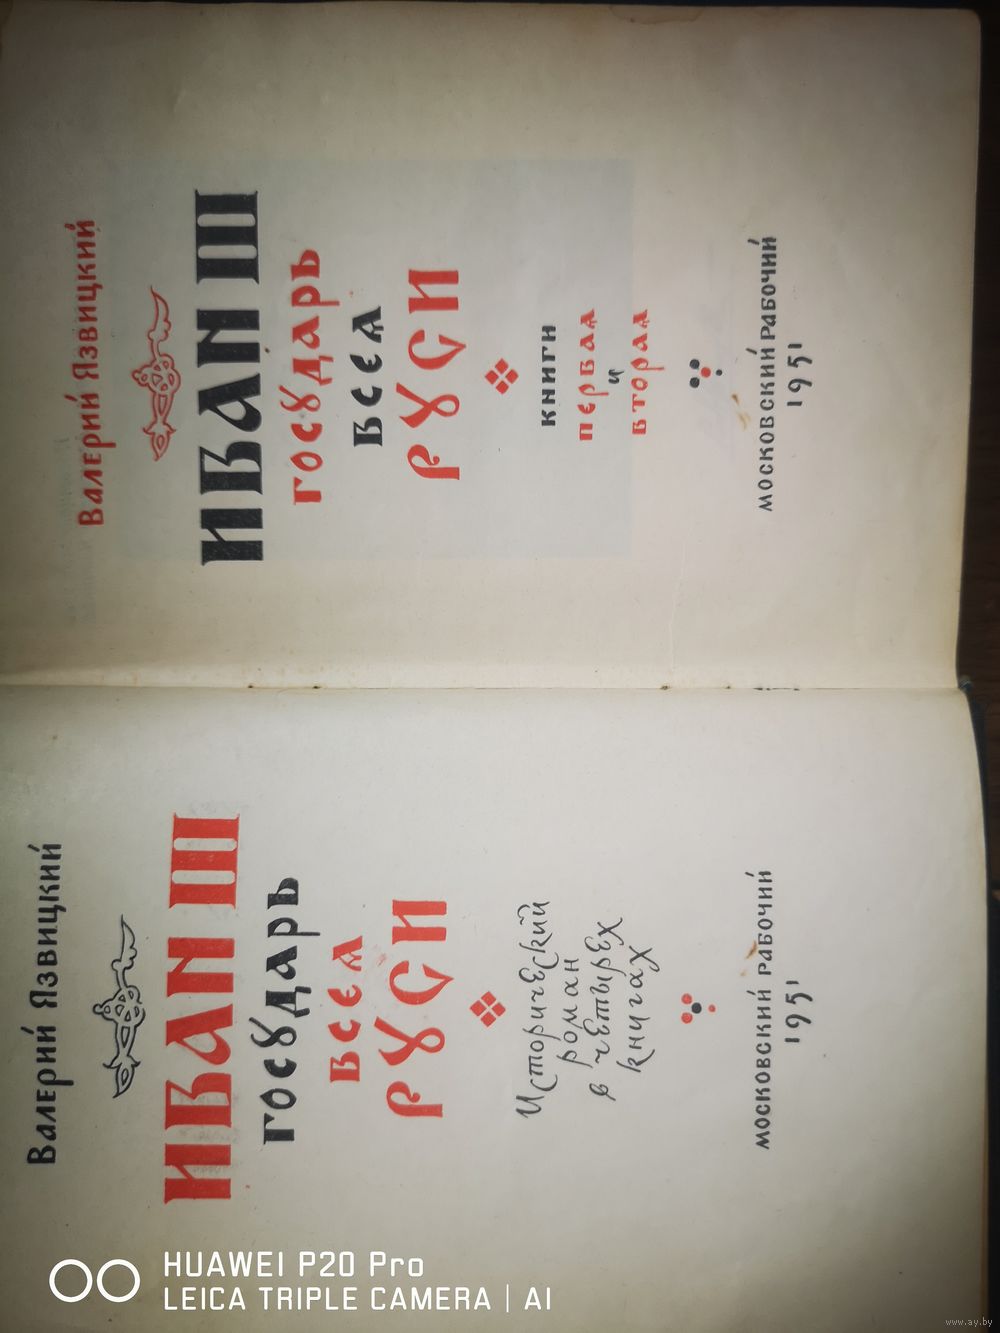 Валерий Язвицкий
ИВАН III
ГОСУДАРЬ
ВСЕЯ
РУСИ
Исторический
роман
в четырех
книгах
МОСКОВСКИЙ РАБОЧИЙ
1951
Валерий Язвицкий
ИВАН III
ГОСУДАРЬ
ВСЕЯ
РУСИ
КНИГИ
ПЕРВАЯ
И
ВТОРАЯ
МОСКОВСКИЙ РАБОЧИЙ
1951
HUAWEI P20 Pro
LEICA TRIPLE CAMERA | AI
www.ay.by